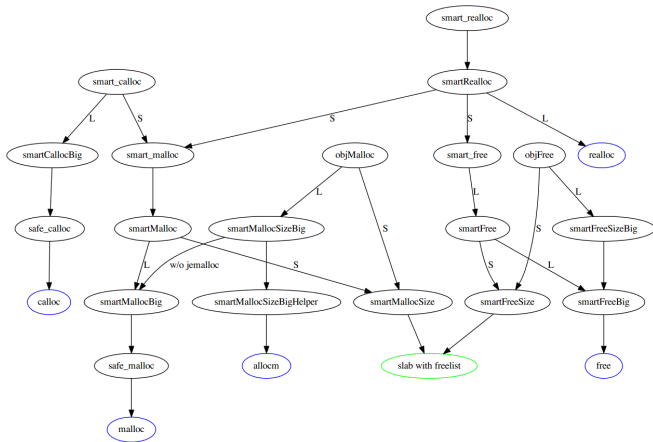 smart_realloc
smart_calloc
smartRealloc
L
S
S
S
L
smartCallocBig
smart_malloc
objMalloc
smart_free
objFree
realloc
L
L
L
S
S
safe_calloc
smartMalloc
smartMallocSizeBig
smartFree
smartFreeSizeBig
L
w/o jemalloc
S
S
L
calloc
smartMallocBig
smartMallocSizeBigHelper
smartMallocSize
smartFreeSize
smartFreeBig
safe_malloc
allocm
slab with freelist
free
malloc